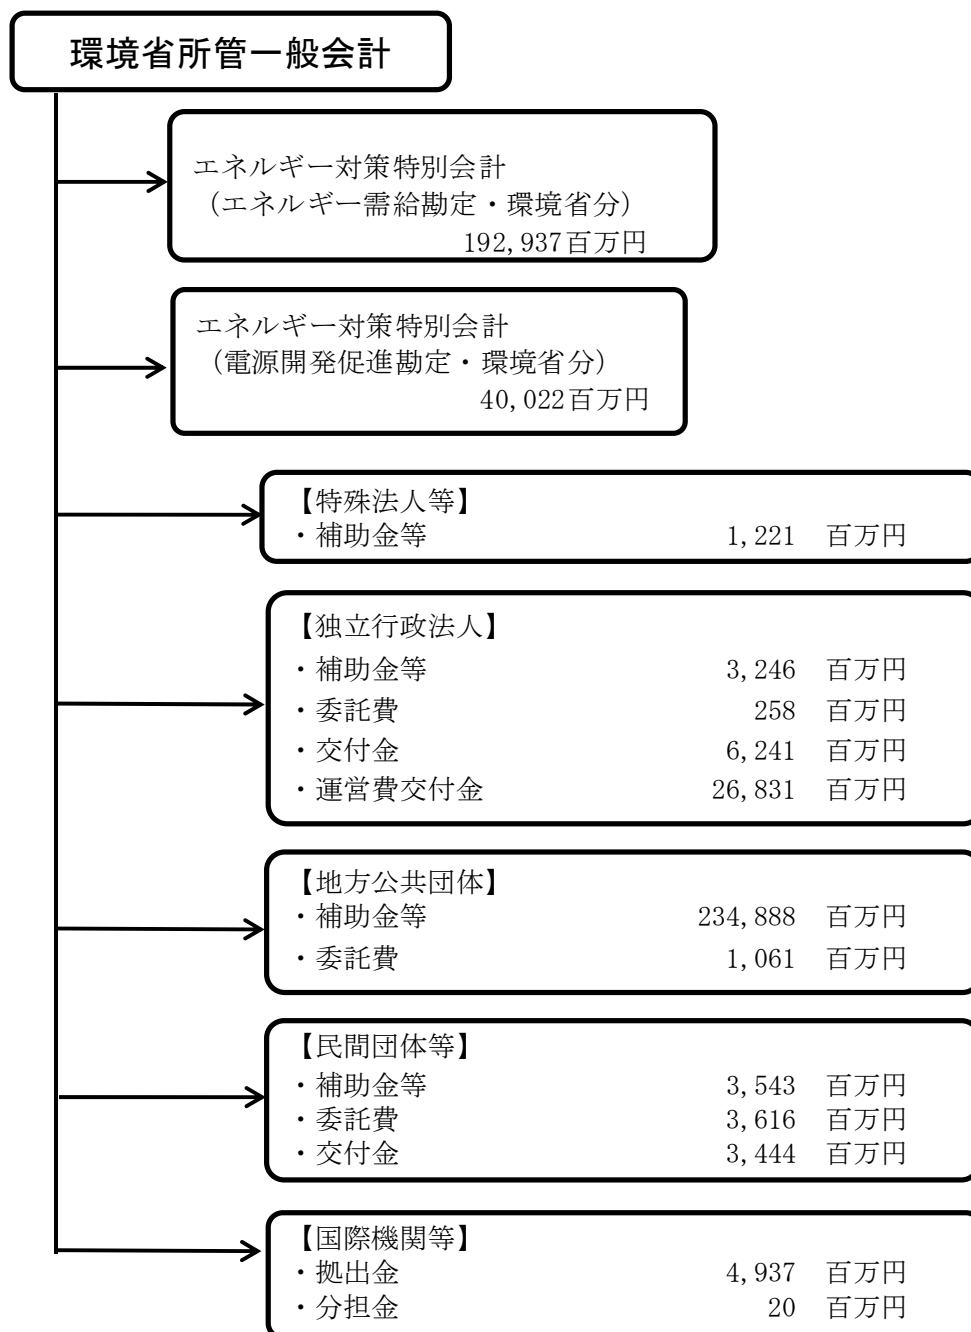 環境省所管一般会計
エネルギー対策特別会計
（エネルギー需給勘定・環境省分）
192,937百万円
エネルギー対策特別会計
（電源開発促進勘定・環境省分）
40,022百万円
【特殊法人等】
・補助金等 1,221 百万円
【独立行政法人】
・補助金等 3,246 百万円
・委託費 258 百万円
・交付金 6,241 百万円
・運営費交付金 26,831 百万円
【地方公共団体】
・補助金等 234,888 百万円
・委託費 1,061 百万円
【民間団体等】
・補助金等 3,543 百万円
・委託費 3,616 百万円
・交付金 3,444 百万円
【国際機関等】
・拠出金 4,937 百万円
・分担金 20 百万円